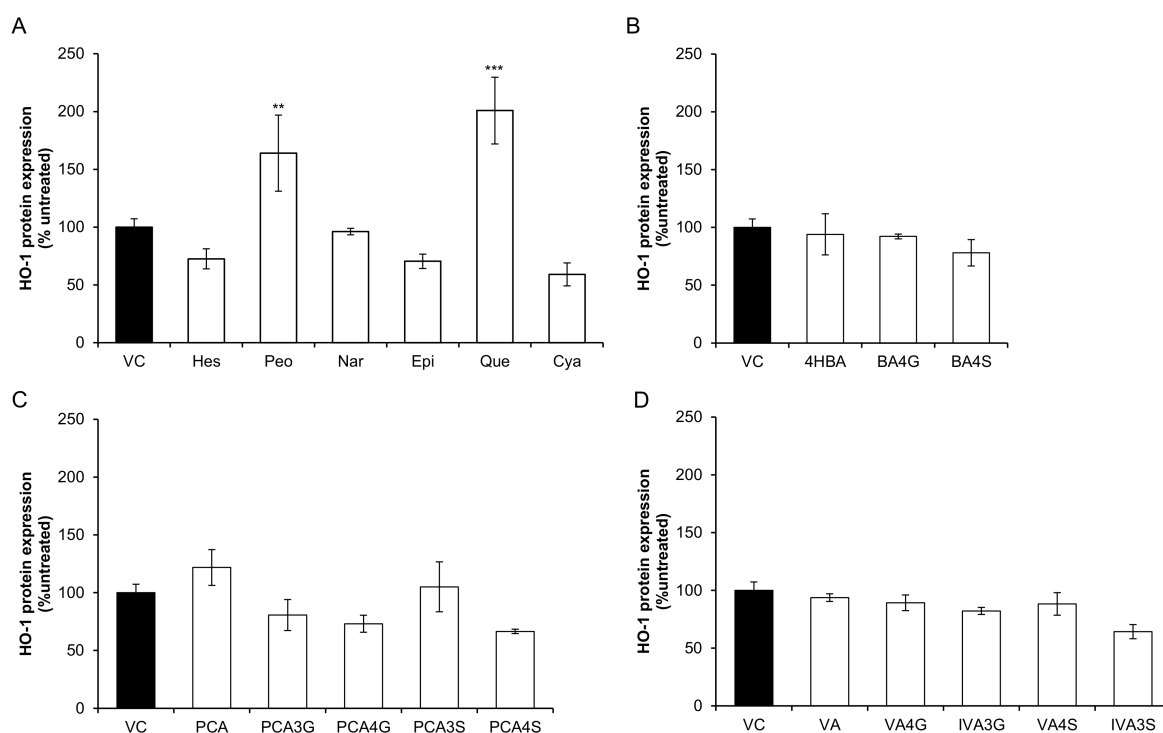 A
HO-1 protein expression
(% untreated)
250
200
150
100
50
0
**
***
VC Hes Peo Nar Epi Que Cya
B
HO-1 protein expression
(%untreated)
250
200
150
100
50
0
VC 4HBA BA4G BA4S
C
HO-1 protein expression
(%untreated)
250
200
150
100
50
0
VC PCA PCA3G PCA4G PCA3S PCA4S
D
HO-1 protein expression
(%untreated)
250
200
150
100
50
0
VC VA VA4G IVA3G VA4S IVA3S